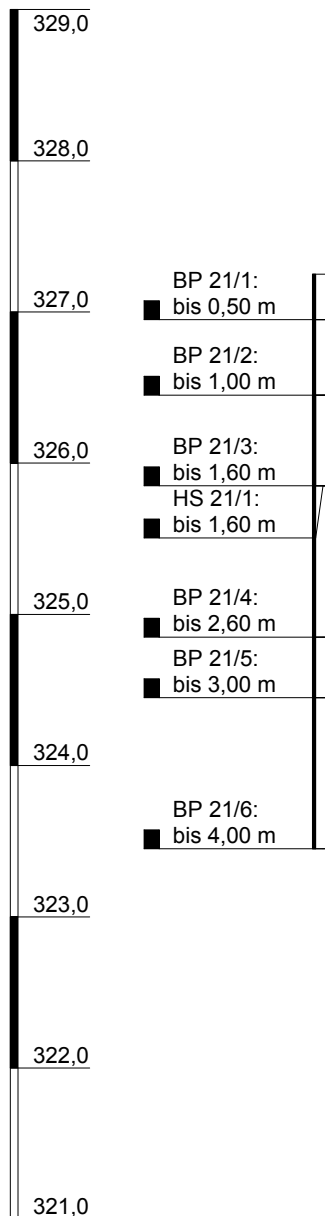 329,0
328,0
327,0
326,0
325,0
324,0
323,0
322,0
321,0
BP 21/1:
bis 0,50 m
BP 21/2:
bis 1,00 m
BP 21/3:
bis 1,60 m
HS 21/1:
bis 1,60 m
BP 21/4:
bis 2,60 m
BP 21/5:
bis 3,00 m
BP 21/6:
bis 4,00 m